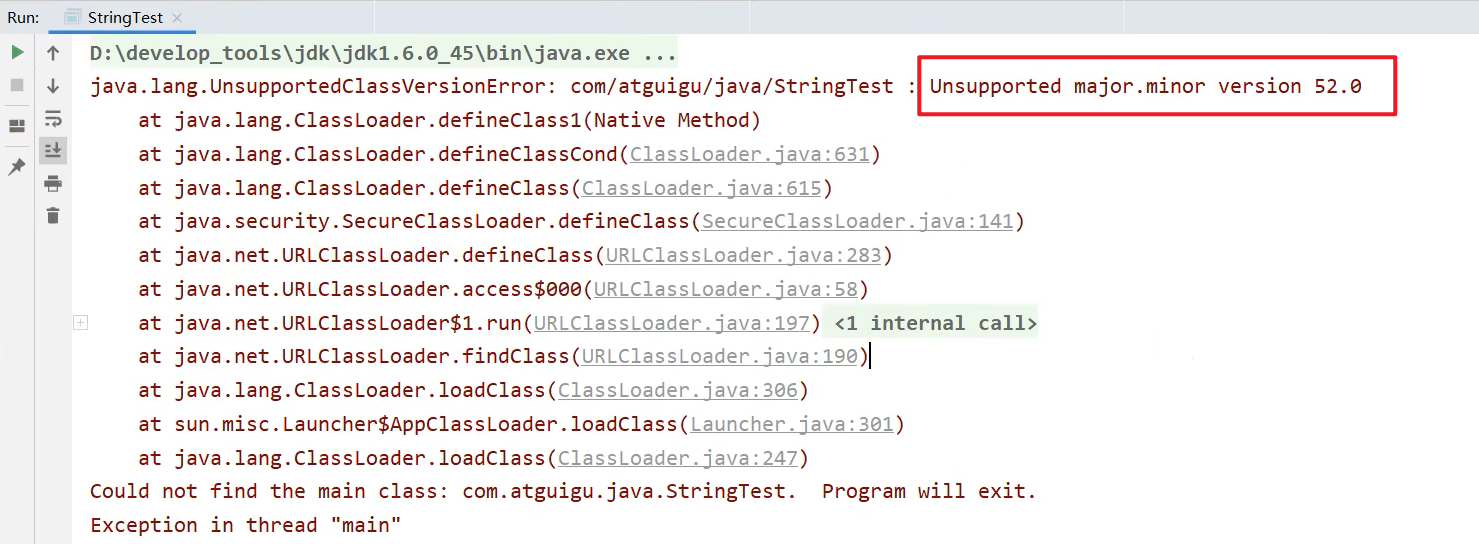 Run: StringTest
D:\develop_tools\jdk\jdk1.6.0_45\bin\java.exe ...
java.lang.UnsupportedClassVersionError: com/atguigu/java/StringTest : Unsupported major.minor version 52.0
at java.lang.ClassLoader.defineClass1(Native Method)
at java.lang.ClassLoader.defineClassCond(ClassLoader.java:631)
at java.lang.ClassLoader.defineClass(ClassLoader.java:615)
at java.security.SecureClassLoader.defineClass(SecureClassLoader.java:141)
at java.net.URLClassLoader.defineClass(URLClassLoader.java:283)
at java.net.URLClassLoader.access$000(URLClassLoader.java:58)
at java.net.URLClassLoader$1.run(URLClassLoader.java:197) <1 internal call>
at java.net.URLClassLoader.findClass(URLClassLoader.java:190)
at java.lang.ClassLoader.loadClass(ClassLoader.java:306)
at sun.misc.Launcher$AppClassLoader.loadClass(Launcher.java:301)
at java.lang.ClassLoader.loadClass(ClassLoader.java:247)
Could not find the main class: com.atguigu.java.StringTest.  Program will exit.
Exception in thread "main"